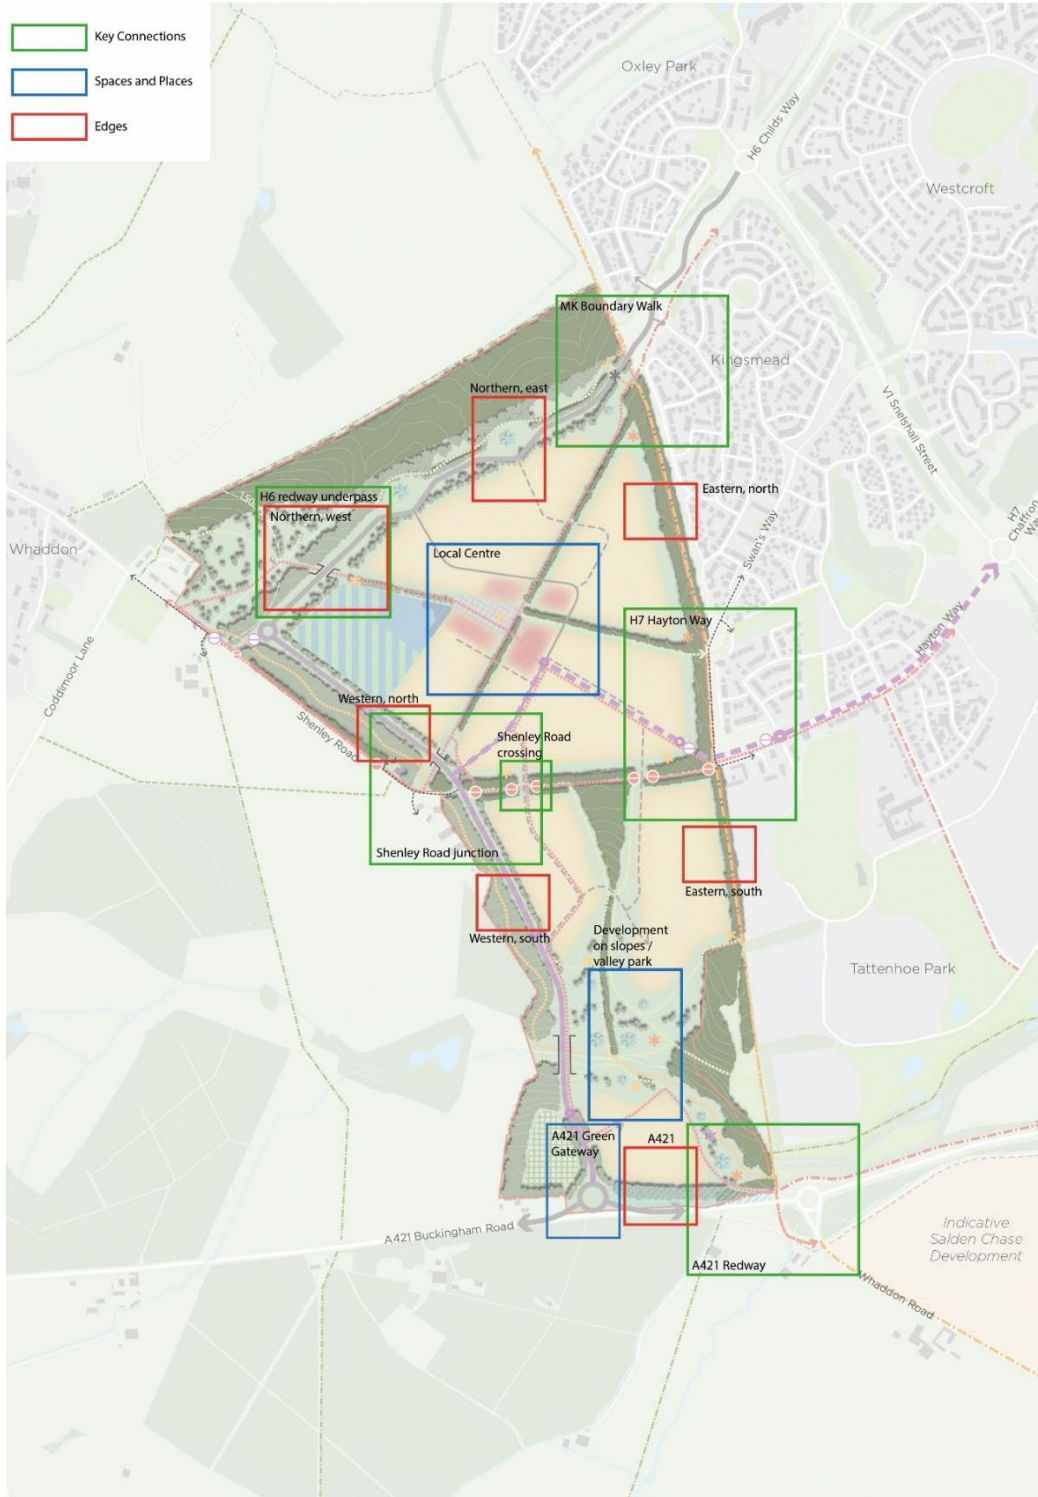 Key Connections
Spaces and Places
Edges
Oxley Park
H6 Childs Way
Westcroft
MK Boundary Walk
Kingsmead
Northern, east
V1 Snelshall Street
H6 redway underpass
Eastern, north
Northern, west
Whaddon
Swan's Way
Local Centre
H7 Hayton Way
Hayton Way
Coddimoor Lane
Western, north
Shenley Road
Shenley Road
crossing
Shenley Road junction
Eastern, south
Western, south
Development
on slopes /
valley park
Tattenhoe Park
A421 Green
Gateway
A421
A421 Buckingham Road
Indicative
Salden Chase
Development
A421 Redway
Whaddon Road